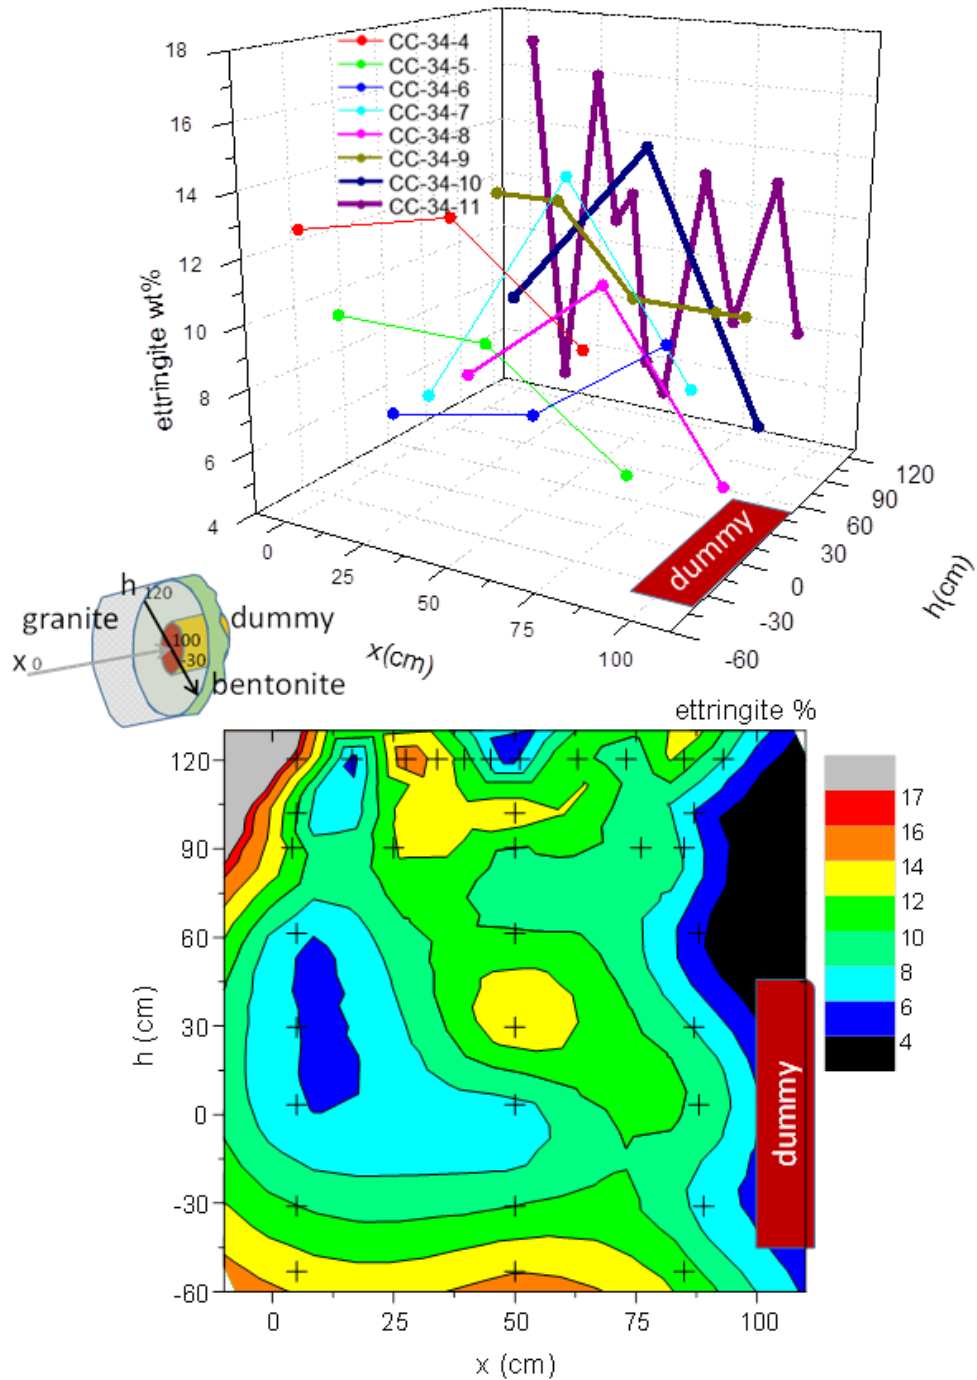 18
16
14
12
10
8
6
4
ettringite wt%
CC-34-4
CC-34-5
CC-34-6
CC-34-7
CC-34-8
CC-34-9
CC-34-10
CC-34-11
0
25
50
75
100
x(cm)
120
90
60
30
0
-30
-60
h(cm)
dummy
h 120
granite
dummy
x 0
100
-30
bentonite
ettringite %
120
90
60
30
0
-30
-60
h (cm)
0
25
50
75
100
x (cm)
dummy
17
16
14
12
10
8
6
4